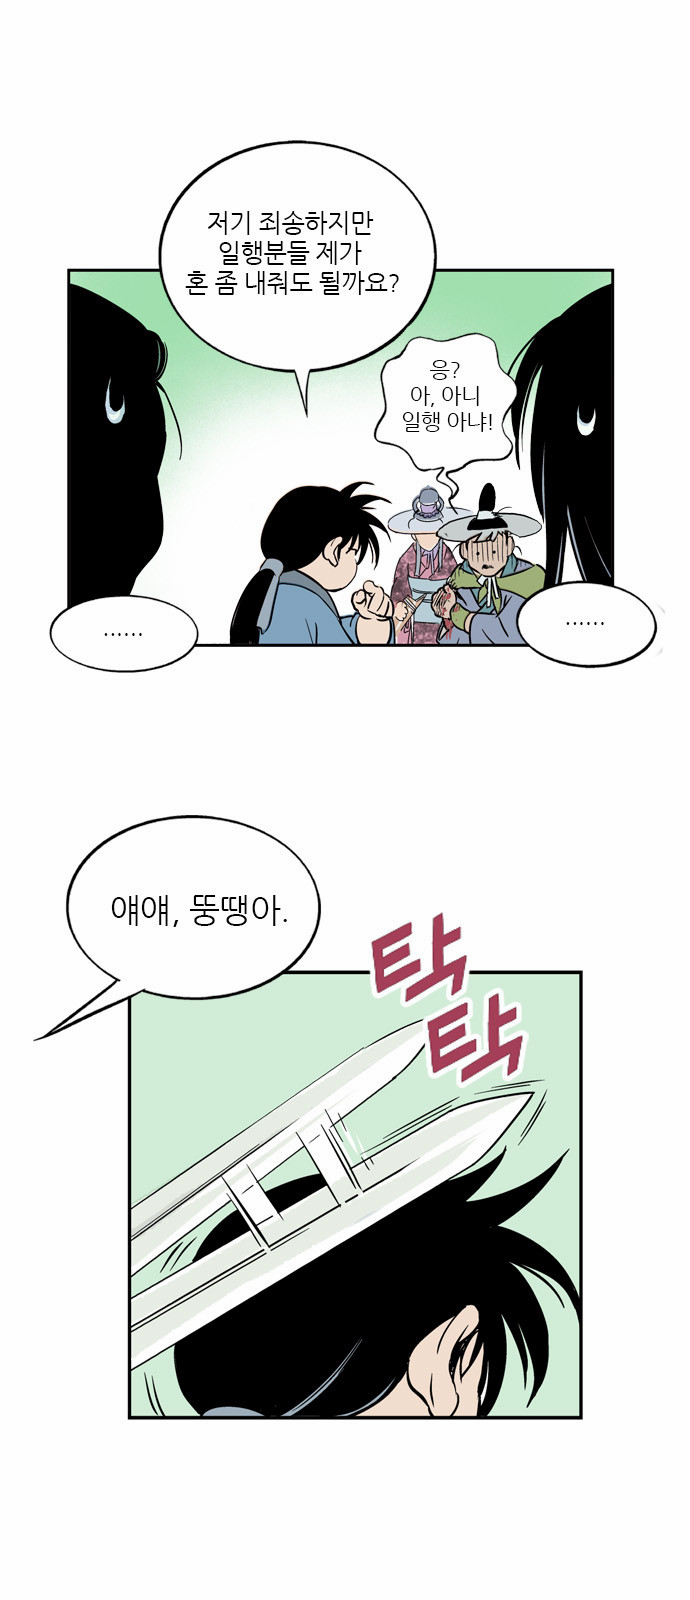 저기 죄송하지만
일행분들 제가
혼 좀 내줘도 될까요?
응?
아, 아니
일행 아냐!
······
······
얘얘, 뚱땡아.
탁
탁